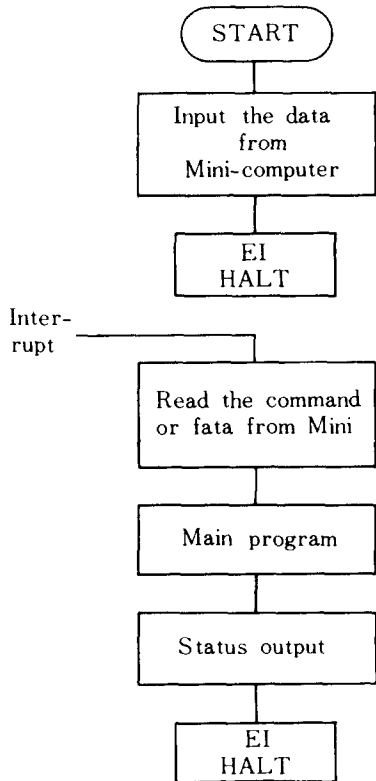 START
Input the data
from
Mini-computer
EI
HALT
Inter-
rupt
Read the command
or fata from Mini
Main program
Status output
EI
HALT